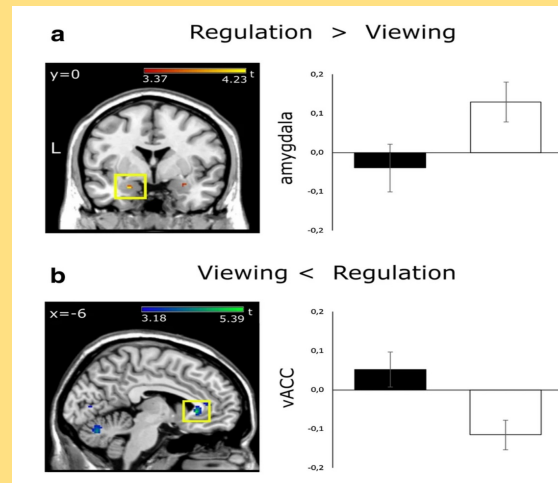 a
Regulation > Viewing
y=0
3.37
4.23
t
L
amygdala
0,2
0,1
0,0
-0,1
-0,2
b
Viewing < Regulation
x=-6
3.18
5.39
t
vACC
0,2
0,1
0,0
-0,1
-0,2